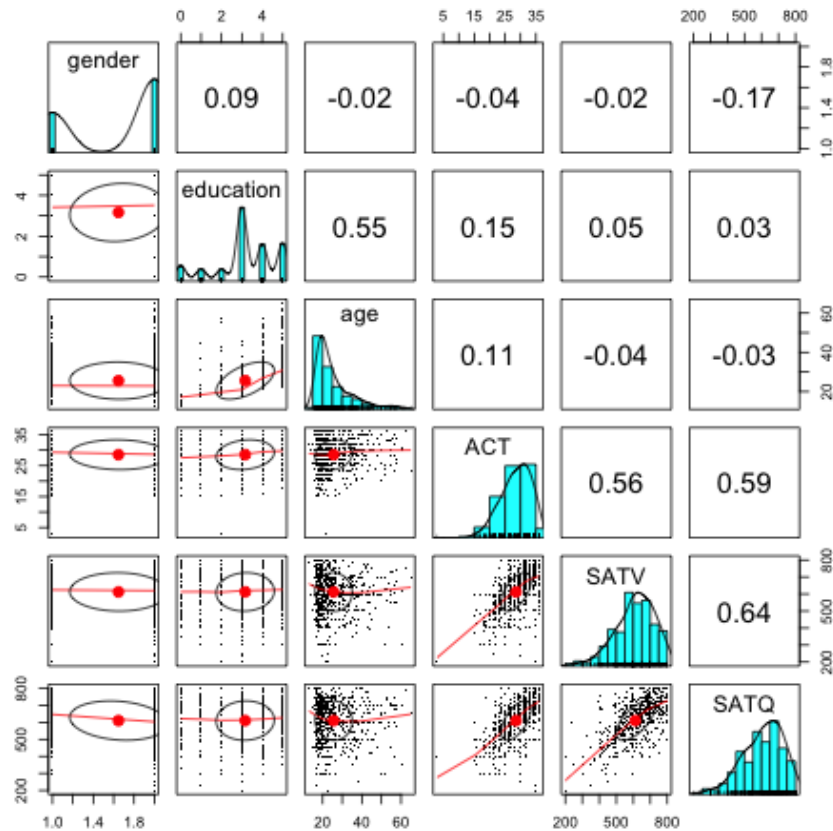 0 2 4 5 15 25 35 200 500 800
gender 0.09 -0.02 -0.04 -0.02 -0.17
1.0 1.4 1.8
education 0.55 0.15 0.05 0.03
0 2 4
age 0.11 -0.04 -0.03
20 40 60
ACT 0.56 0.59
5 15 25 35
SATV 0.64
200 500 800
SATQ
200 500 800
1.0 1.4 1.8 20 40 60 200 500 800